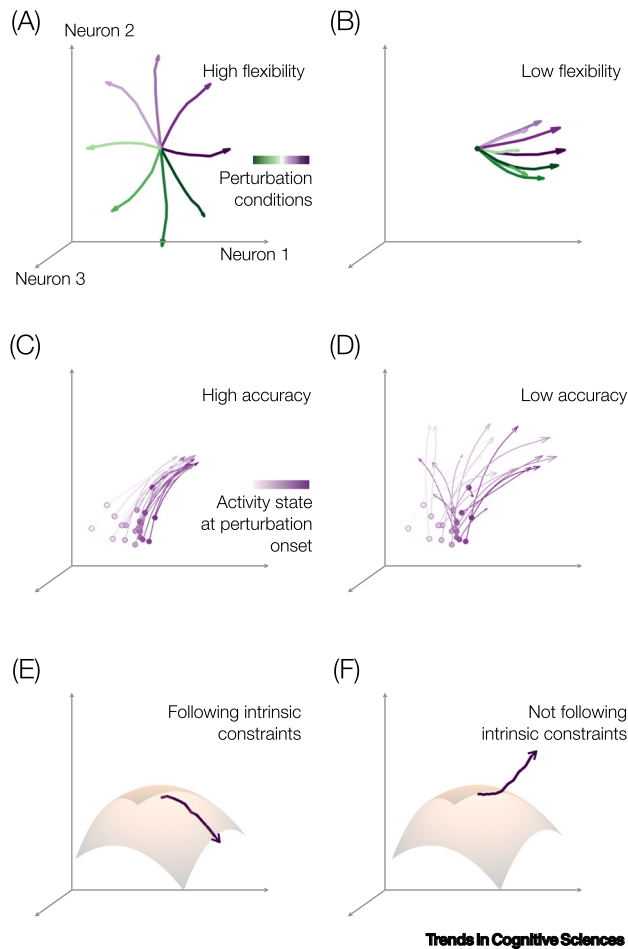 (A)
Neuron 2
High flexibility
Perturbation
conditions
Neuron 1
Neuron 3
(B)
Low flexibility
(C)
High accuracy
Activity state
at perturbation
onset
(D)
Low accuracy
(E)
Following intrinsic
constraints
(F)
Not following
intrinsic constraints
Trends in Cognitive Sciences